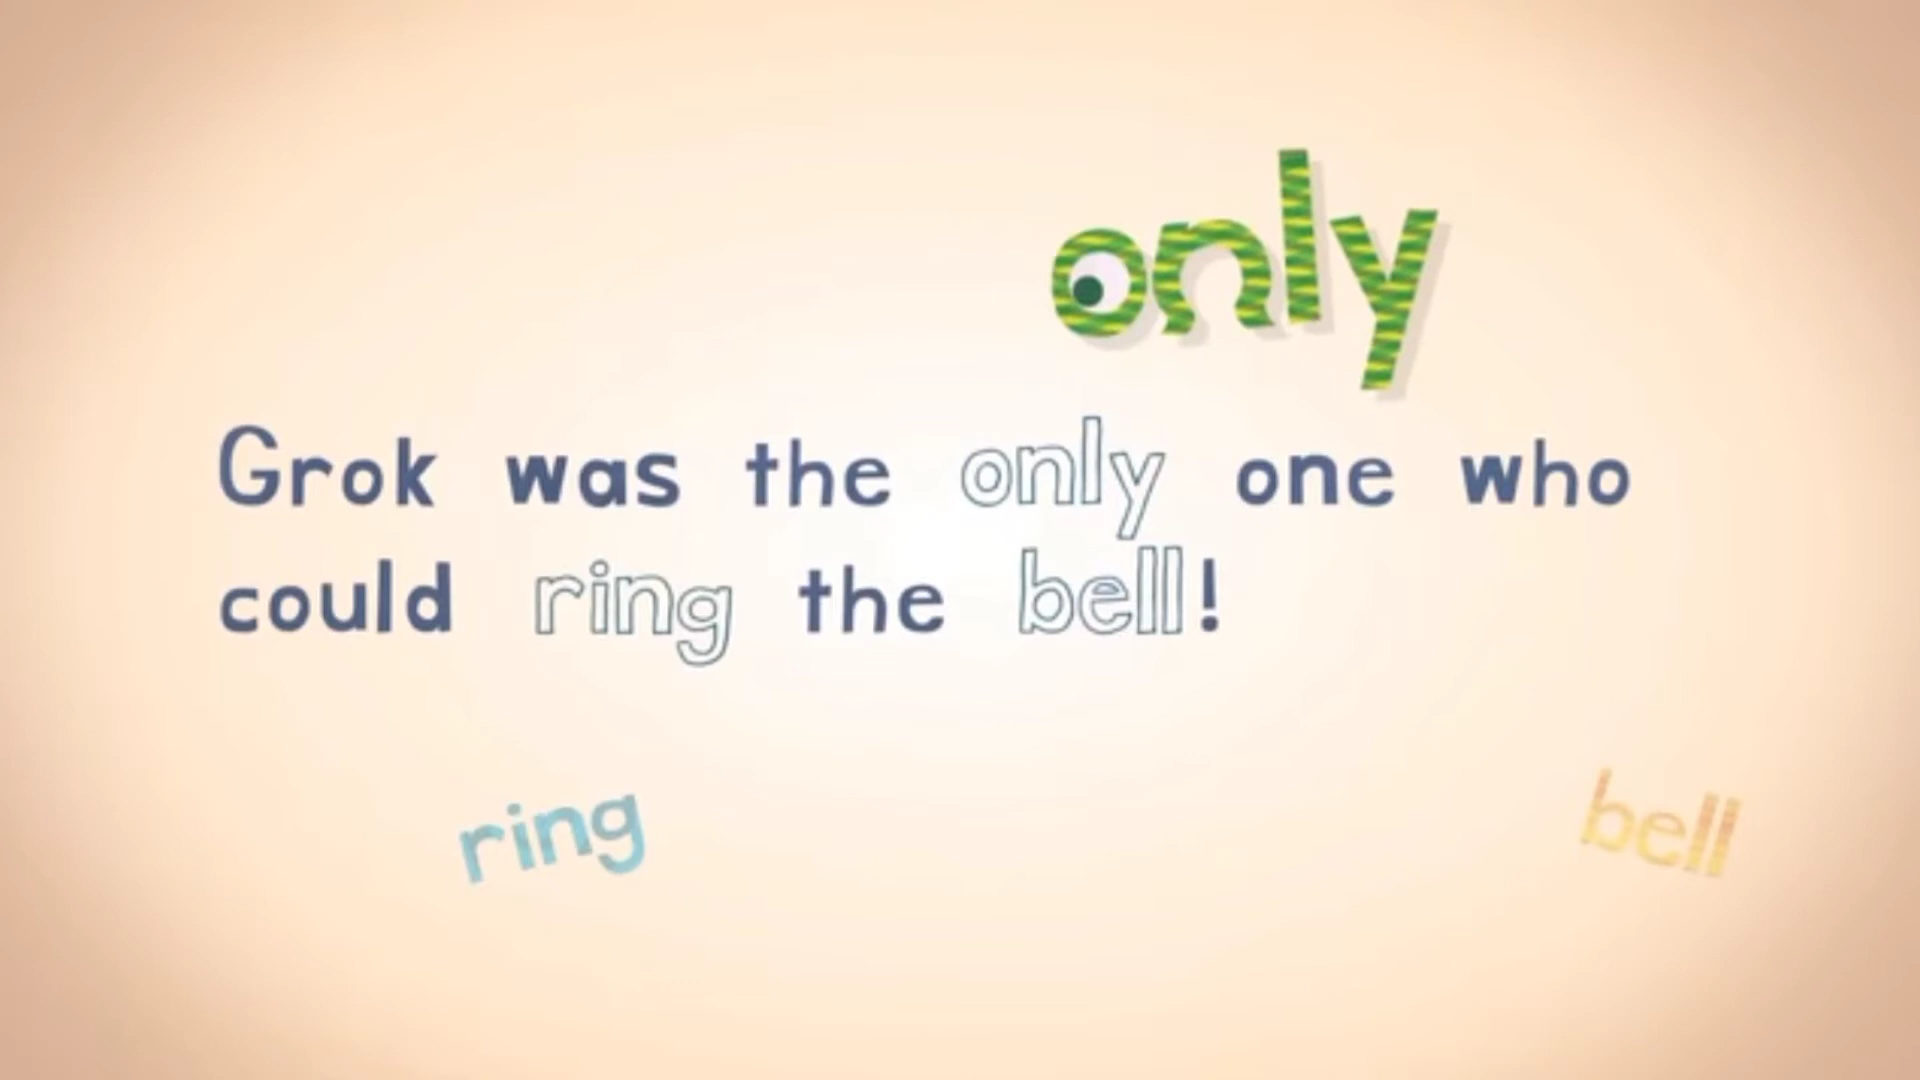 only
Grok was the only one who
could ring the bell!
ring
bell